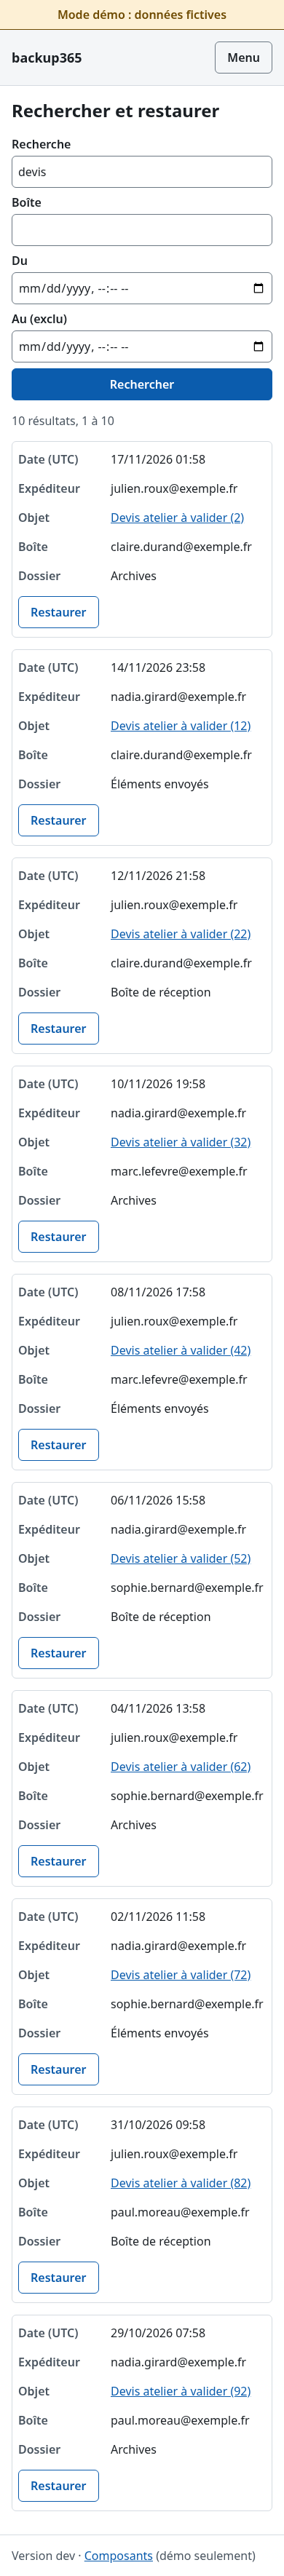 Mode démo : données fictives
backup365
Menu
Rechercher et restaurer
Recherche
devis
Boîte
Du
mm/dd/yyyy, --:-- --
Au (exclu)
mm/dd/yyyy, --:-- --
Rechercher
10 résultats, 1 à 10
Date (UTC) 17/11/2026 01:58
Expéditeur julien.roux@exemple.fr
Objet Devis atelier à valider (2)
Boîte claire.durand@exemple.fr
Dossier Archives
Restaurer
Date (UTC) 14/11/2026 23:58
Expéditeur nadia.girard@exemple.fr
Objet Devis atelier à valider (12)
Boîte claire.durand@exemple.fr
Dossier Éléments envoyés
Restaurer
Date (UTC) 12/11/2026 21:58
Expéditeur julien.roux@exemple.fr
Objet Devis atelier à valider (22)
Boîte claire.durand@exemple.fr
Dossier Boîte de réception
Restaurer
Date (UTC) 10/11/2026 19:58
Expéditeur nadia.girard@exemple.fr
Objet Devis atelier à valider (32)
Boîte marc.lefevre@exemple.fr
Dossier Archives
Restaurer
Date (UTC) 08/11/2026 17:58
Expéditeur julien.roux@exemple.fr
Objet Devis atelier à valider (42)
Boîte marc.lefevre@exemple.fr
Dossier Éléments envoyés
Restaurer
Date (UTC) 06/11/2026 15:58
Expéditeur nadia.girard@exemple.fr
Objet Devis atelier à valider (52)
Boîte sophie.bernard@exemple.fr
Dossier Boîte de réception
Restaurer
Date (UTC) 04/11/2026 13:58
Expéditeur julien.roux@exemple.fr
Objet Devis atelier à valider (62)
Boîte sophie.bernard@exemple.fr
Dossier Archives
Restaurer
Date (UTC) 02/11/2026 11:58
Expéditeur nadia.girard@exemple.fr
Objet Devis atelier à valider (72)
Boîte sophie.bernard@exemple.fr
Dossier Éléments envoyés
Restaurer
Date (UTC) 31/10/2026 09:58
Expéditeur julien.roux@exemple.fr
Objet Devis atelier à valider (82)
Boîte paul.moreau@exemple.fr
Dossier Boîte de réception
Restaurer
Date (UTC) 29/10/2026 07:58
Expéditeur nadia.girard@exemple.fr
Objet Devis atelier à valider (92)
Boîte paul.moreau@exemple.fr
Dossier Archives
Restaurer
Version dev · Composants (démo seulement)